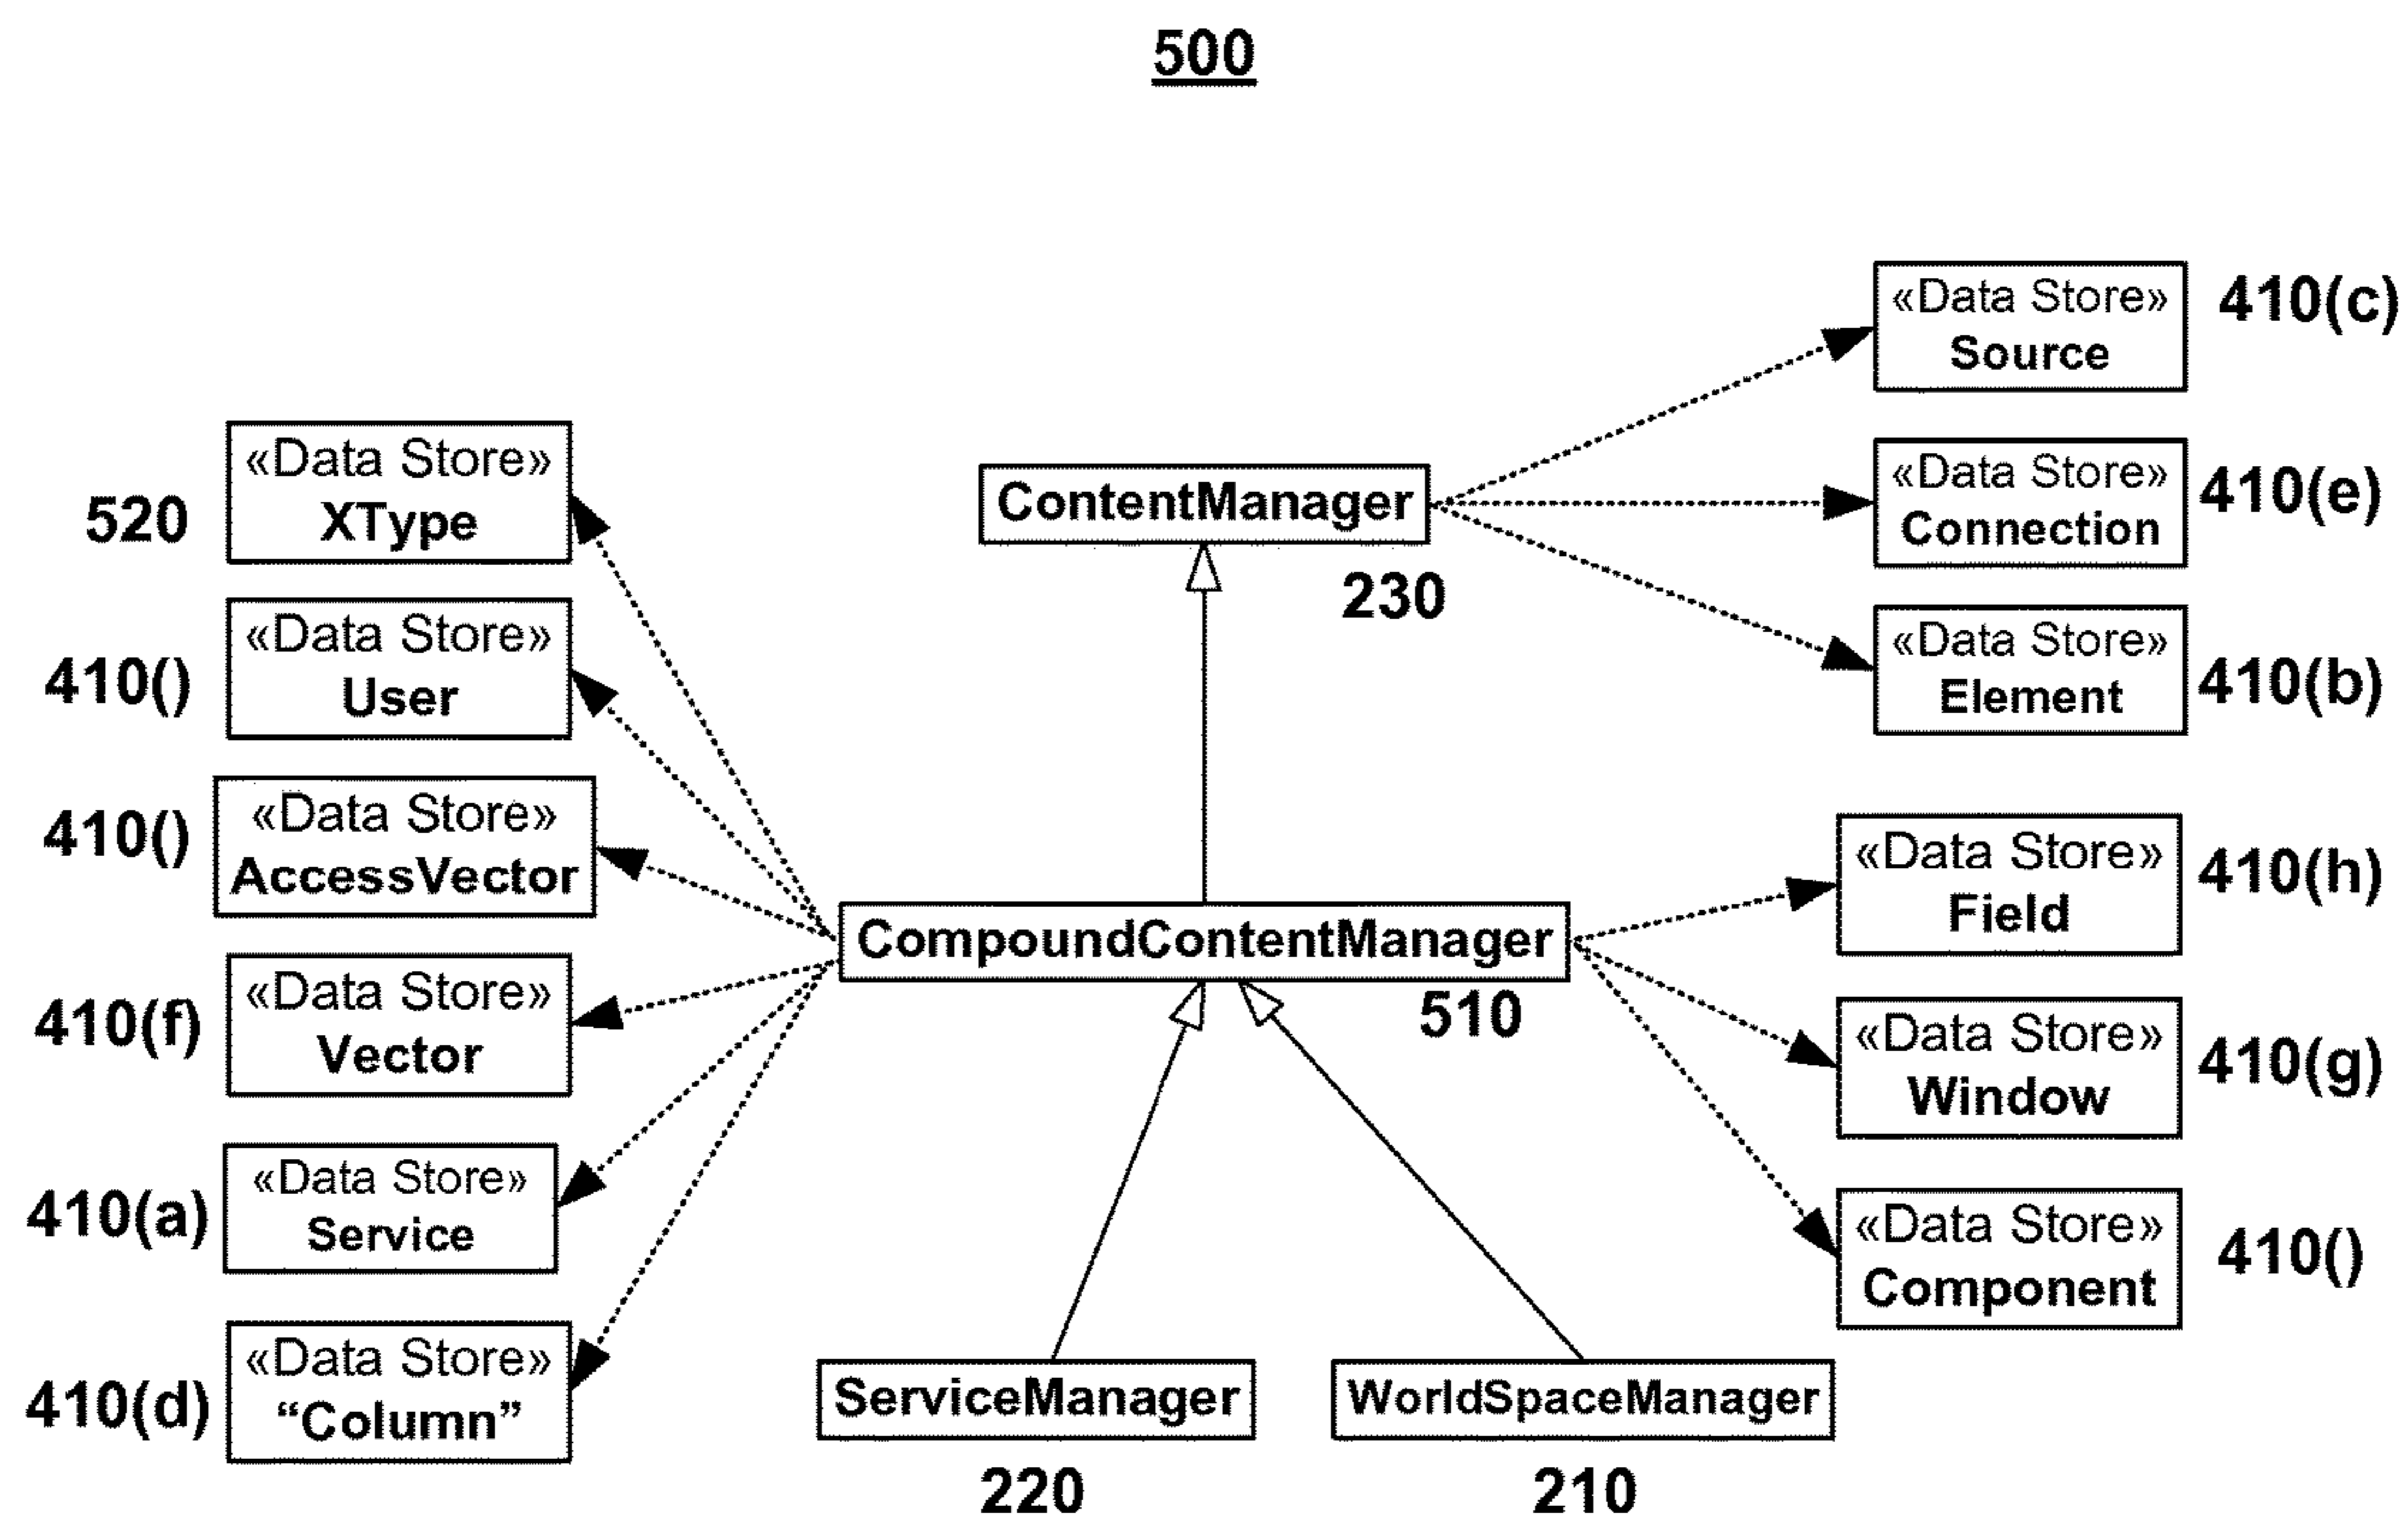 500
«Data Store»
Source
410(c)
«Data Store»
XType
520
ContentManager
230
«Data Store»
Connection
410(e)
«Data Store»
User
410()
«Data Store»
Element
410(b)
«Data Store»
AccessVector
410()
«Data Store»
Field
410(h)
CompoundContentManager
510
«Data Store»
Vector
410(f)
«Data Store»
Window
410(g)
«Data Store»
Service
410(a)
«Data Store»
Component
410()
«Data Store»
“Column”
410(d)
ServiceManager
220
WorldSpaceManager
210